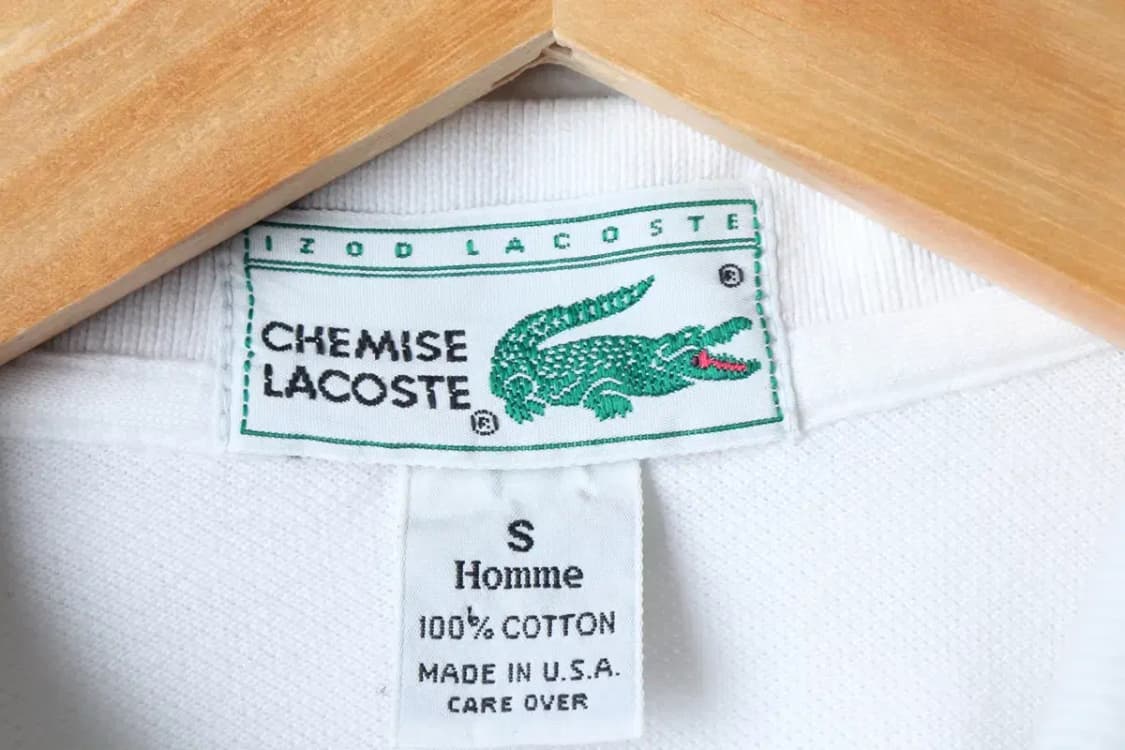 IZOD LACOSTE
®
CHEMISE
LACOSTE
®
S
Homme
100% COTTON
MADE IN U.S.A.
CARE OVER